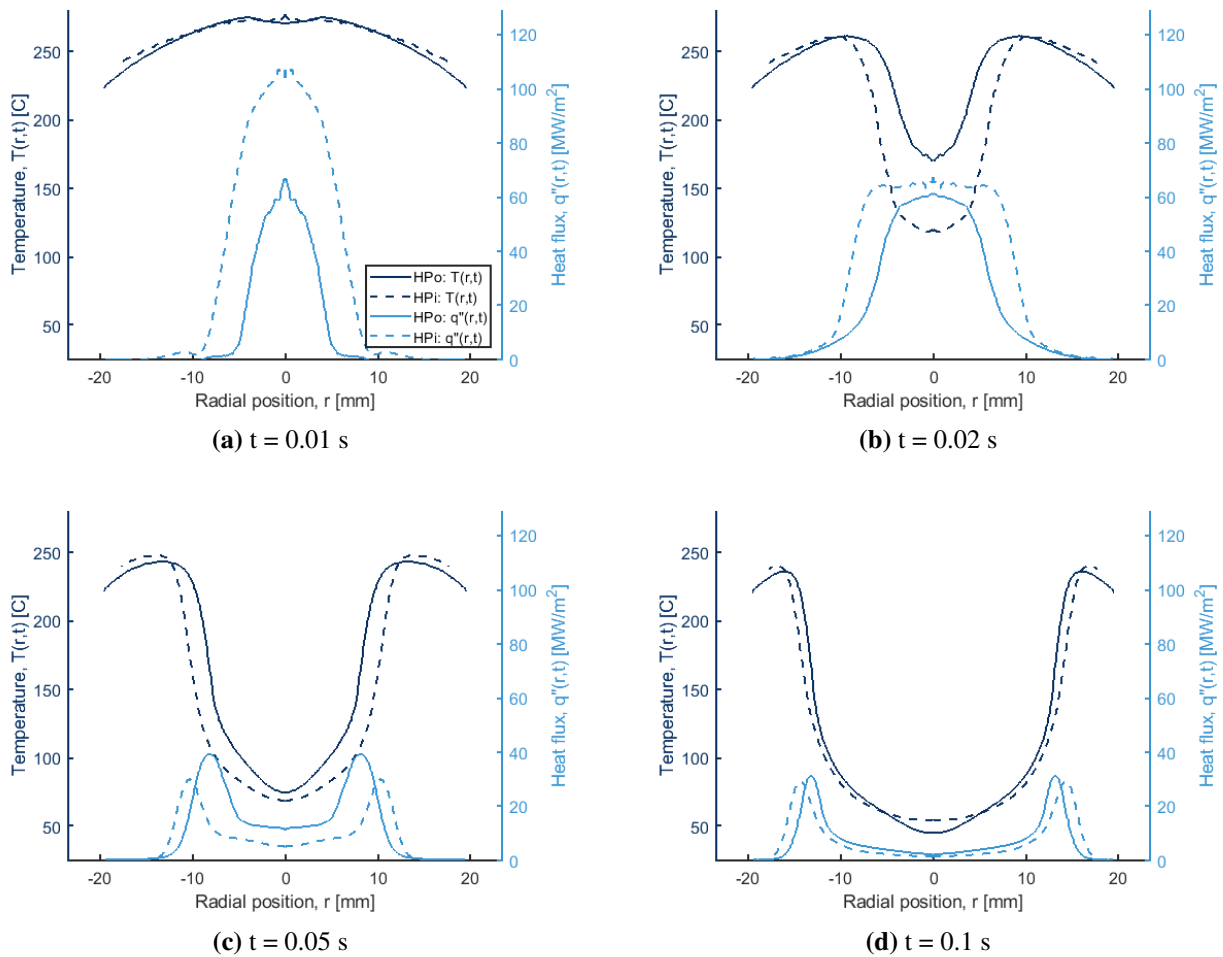 Temperature, T(r,t) [C]
250
200
150
100
50
120
100
80
60
40
20
0
Heat flux, q"(r,t) [MW/m²]
HPo: T(r,t)
HPi: T(r,t)
HPo: q"(r,t)
HPi: q"(r,t)
-20 -10 0 10 20
Radial position, r [mm]
(a) t = 0.01 s
Temperature, T(r,t) [C]
250
200
150
100
50
120
100
80
60
40
20
0
Heat flux, q"(r,t) [MW/m²]
-20 -10 0 10 20
Radial position, r [mm]
(b) t = 0.02 s
Temperature, T(r,t) [C]
250
200
150
100
50
120
100
80
60
40
20
0
Heat flux, q"(r,t) [MW/m²]
-20 -10 0 10 20
Radial position, r [mm]
(c) t = 0.05 s
Temperature, T(r,t) [C]
250
200
150
100
50
120
100
80
60
40
20
0
Heat flux, q"(r,t) [MW/m²]
-20 -10 0 10 20
Radial position, r [mm]
(d) t = 0.1 s